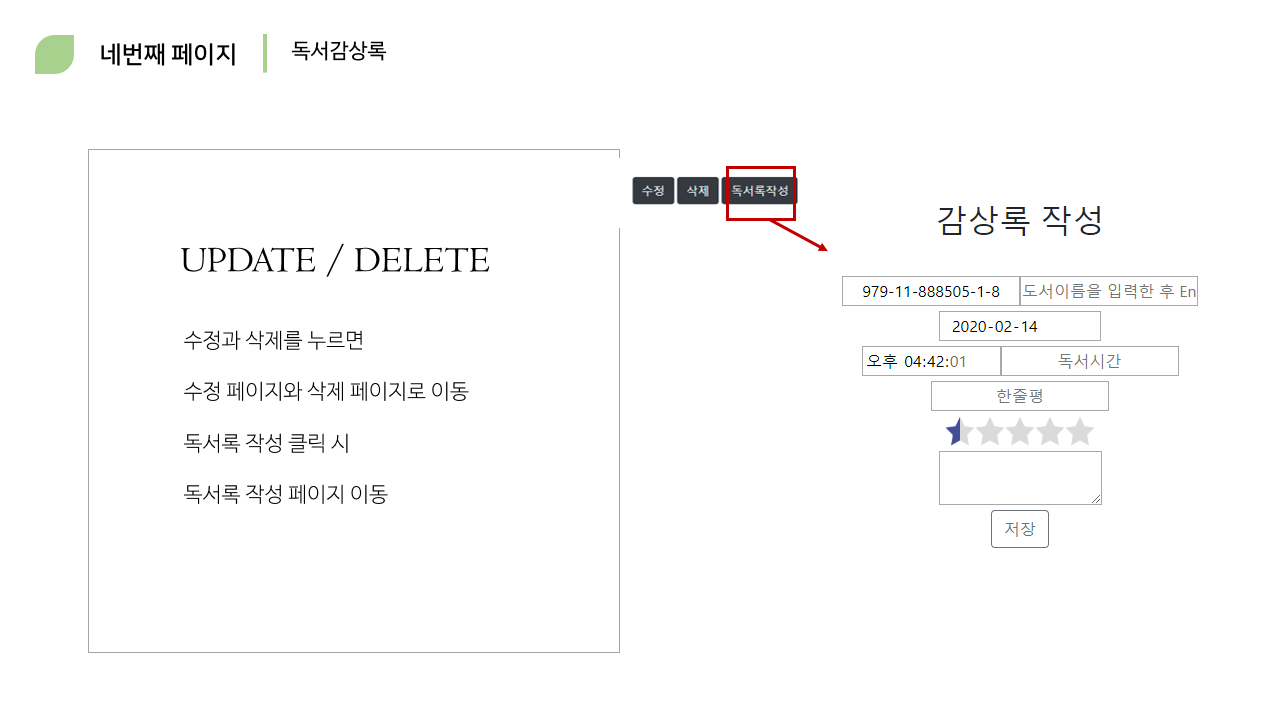 네번째 페이지
독서감상록
UPDATE / DELETE
수정과 삭제를 누르면
수정 페이지와 삭제 페이지로 이동
독서록 작성 클릭 시
독서록 작성 페이지 이동
수정 삭제 독서록작성
감상록 작성
979-11-888505-1-8 도서이름을 입력한 후 En
2020-02-14
오후 04:42:01 독서시간
한줄평
저장